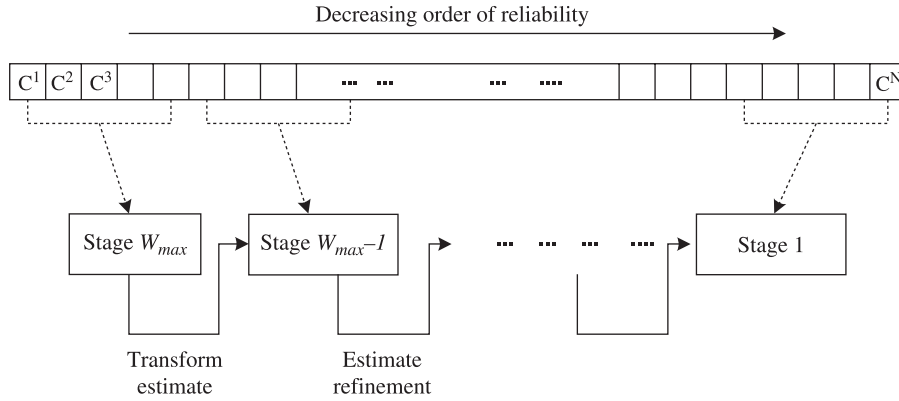 Decreasing order of reliability
C¹ C² C³ ... ... ... .... Cᴺ
Stage W_max Stage W_max–1 ... ... ... .... Stage 1
Transform Estimate
estimate refinement